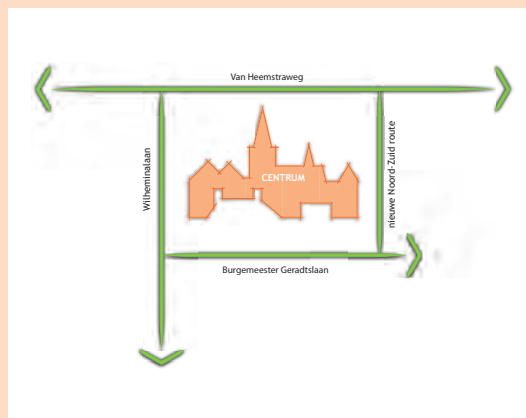 Van Heemstraweg
Wilheminalaan
CENTRUM
nieuwe Noord-Zuid route
Burgemeester Geradtslaan